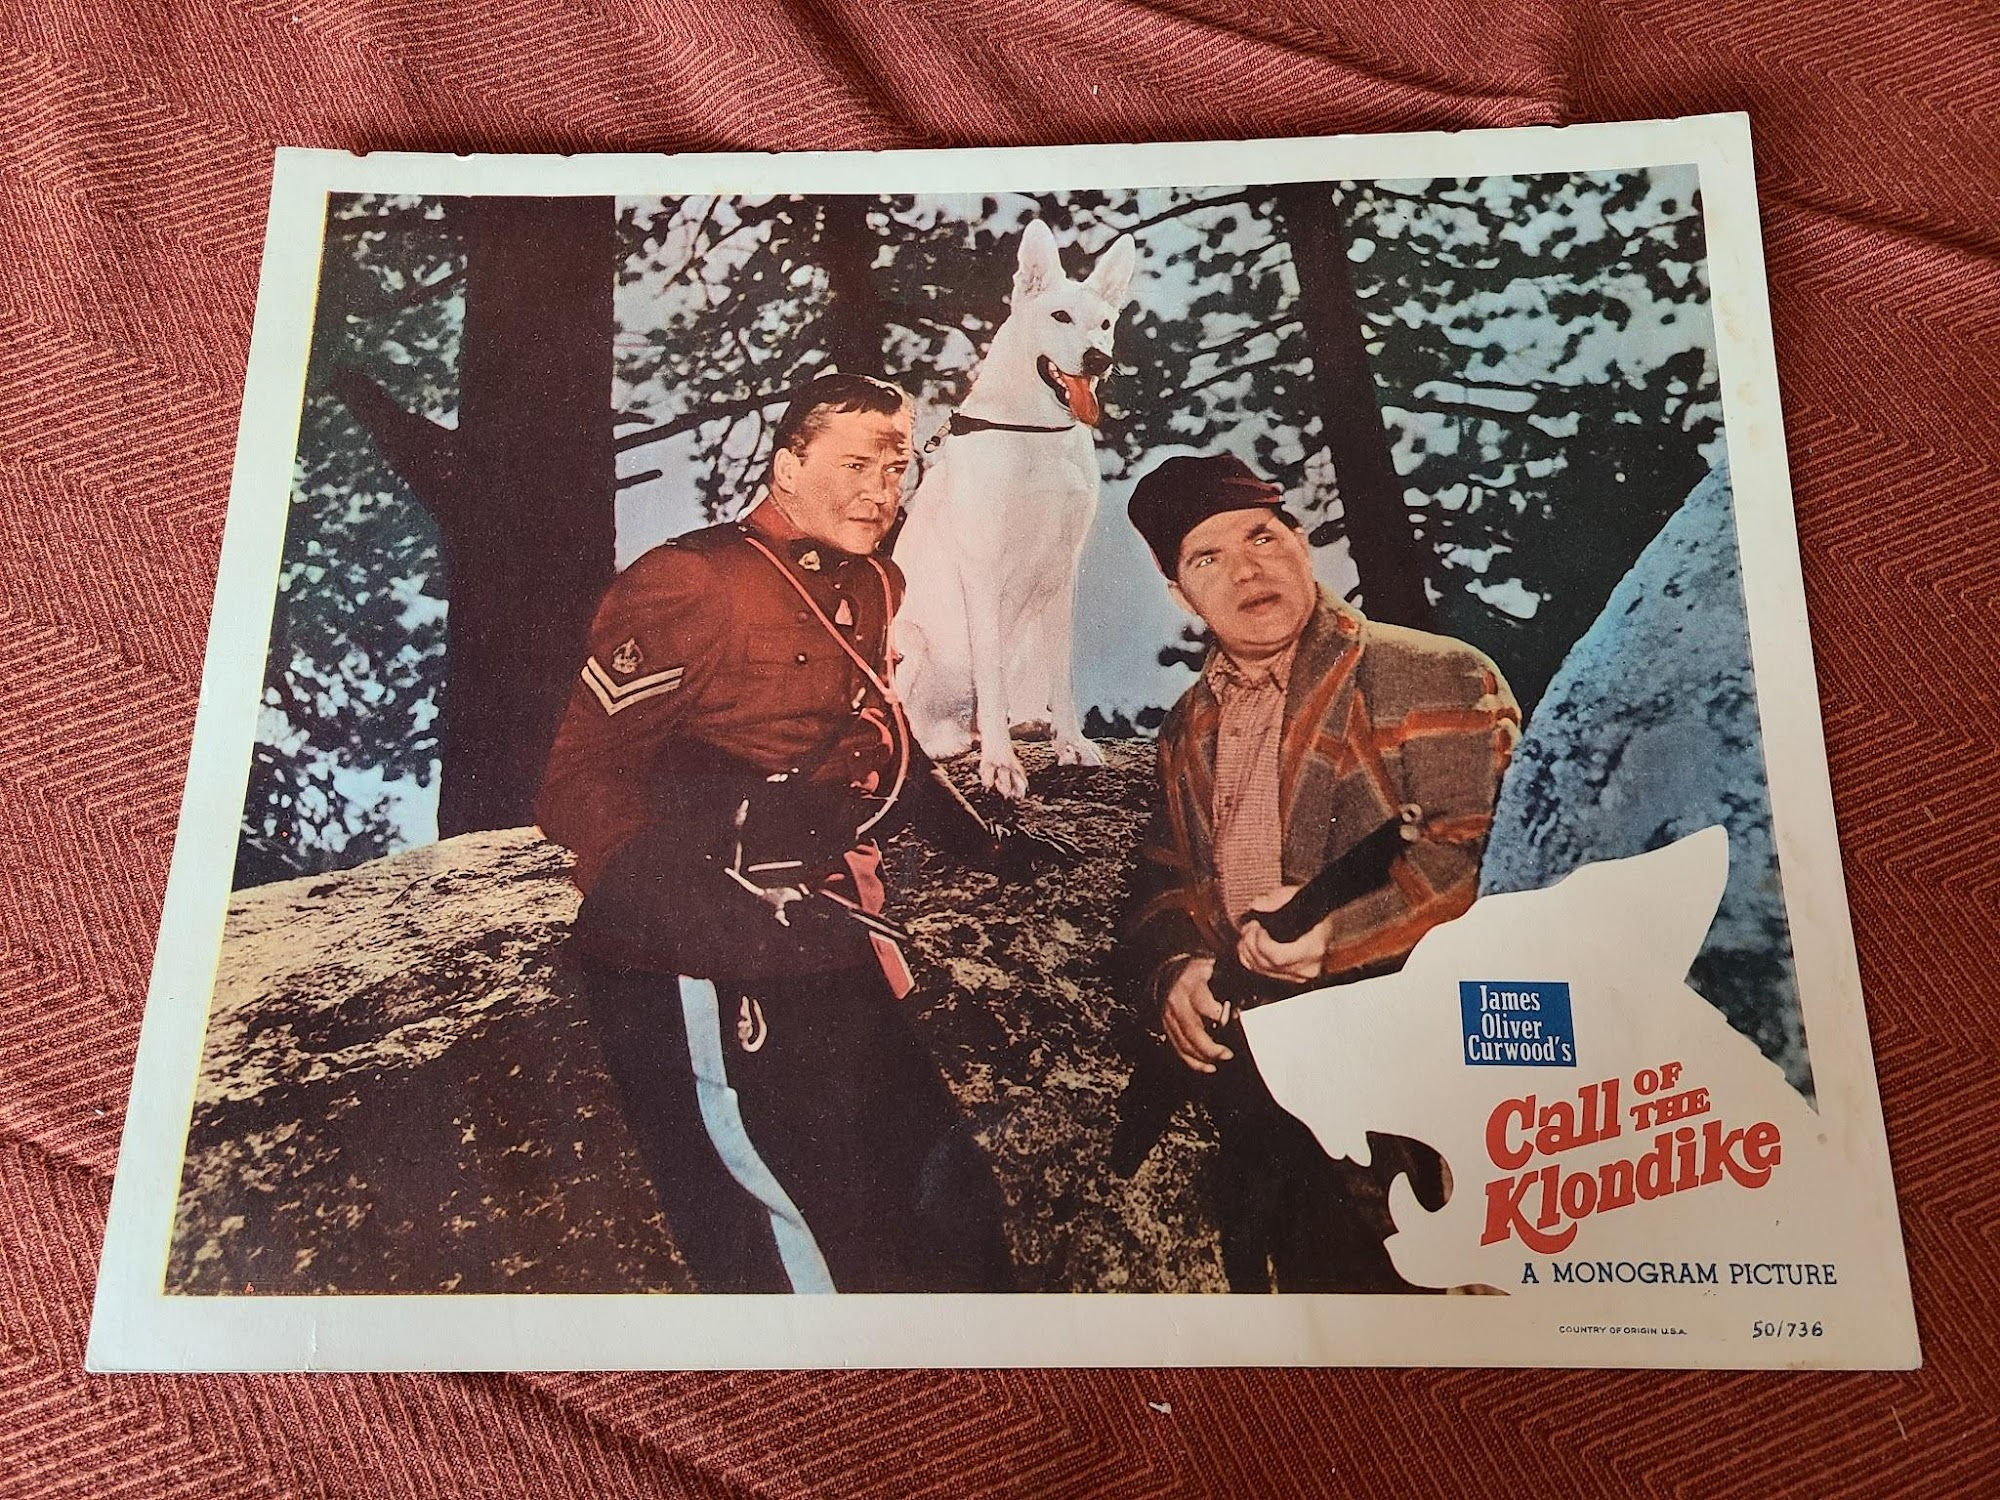 James
Oliver
Curwood's
Call OF THE
Klondike
A MONOGRAM PICTURE
COUNTRY OF ORIGIN U.S.A.
50/736